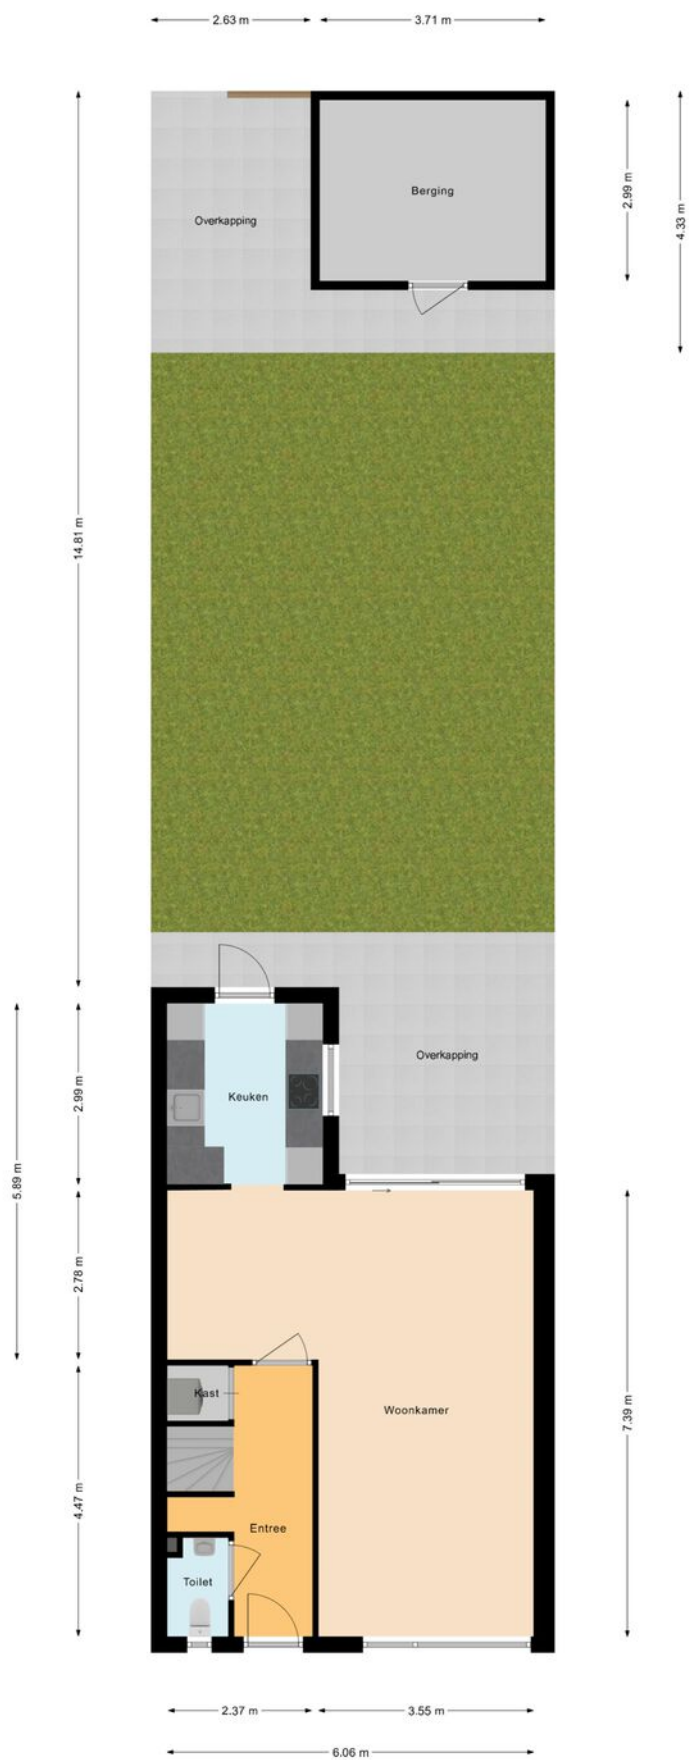 2.63 m
3.71 m
Berging
2.99 m
4.33 m
Overkapping
14.81 m
Overkapping
Keuken
2.99 m
5.89 m
2.78 m
Kast
Woonkamer
7.39 m
4.47 m
Entree
Toilet
2.37 m
3.55 m
6.06 m